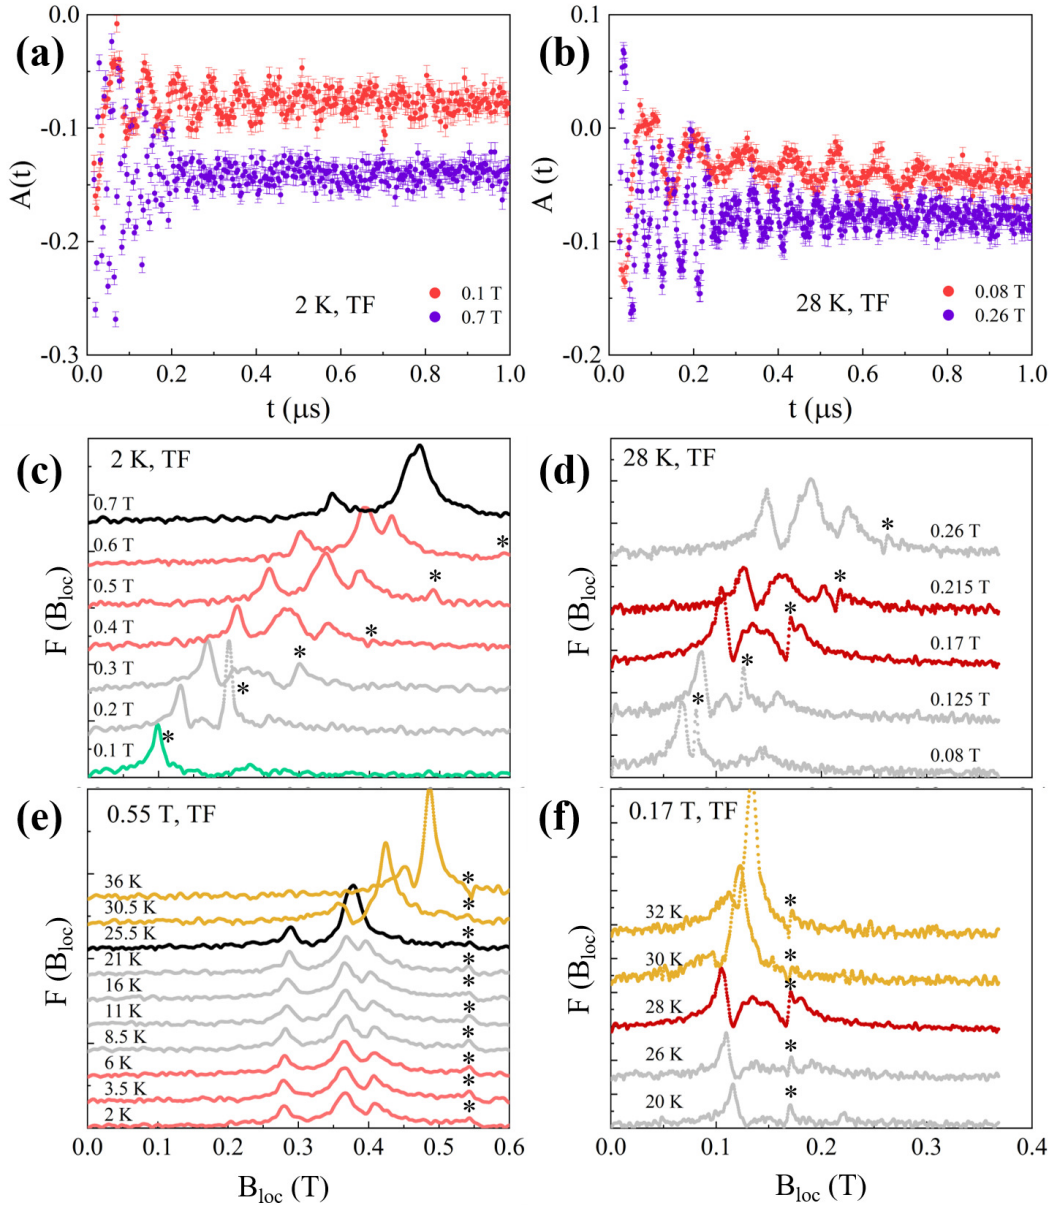 (a)
0.0
-0.1
-0.2
-0.3
A(t)
2 K, TF
0.1 T
0.7 T
0.0 0.2 0.4 0.6 0.8 1.0
t (μs)
(b)
0.1
0.0
-0.1
-0.2
A (t)
28 K, TF
0.08 T
0.26 T
0.0 0.2 0.4 0.6 0.8 1.0
t (μs)
(c)
2 K, TF
F (Bloc)
0.7 T
0.6 T
*
0.5 T
*
0.4 T
*
0.3 T
*
0.2 T
*
0.1 T
*
(d)
28 K, TF
F (Bloc)
0.26 T
*
0.215 T
*
0.17 T
*
0.125 T
*
0.08 T
*
(e)
0.55 T, TF
F (Bloc)
36 K
*
30.5 K
*
25.5 K
*
21 K
*
16 K
*
11 K
*
8.5 K
*
6 K
*
3.5 K
*
2 K
*
0.0 0.1 0.2 0.3 0.4 0.5 0.6
Bloc (T)
(f)
0.17 T, TF
F (Bloc)
32 K
*
30 K
*
28 K
*
26 K
*
20 K
*
0.0 0.1 0.2 0.3 0.4
Bloc (T)